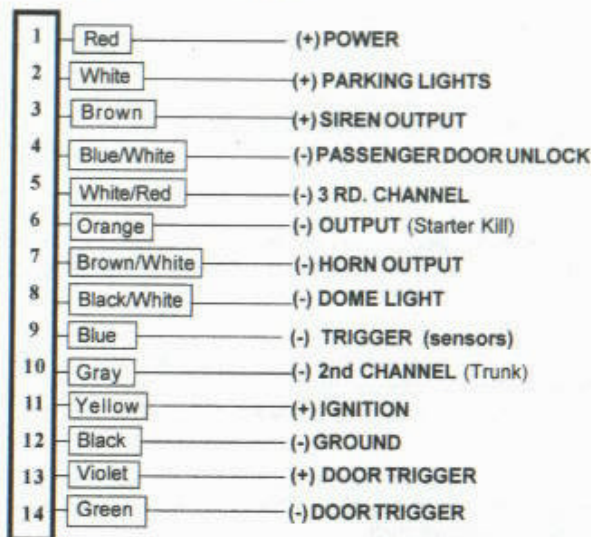 1 Red (+) POWER
2 White (+) PARKING LIGHTS
3 Brown (+) SIREN OUTPUT
4 Blue/White (-) PASSENGER DOOR UNLOCK
5 White/Red (-) 3 RD. CHANNEL
6 Orange (-) OUTPUT (Starter Kill)
7 Brown/White (-) HORN OUTPUT
8 Black/White (-) DOME LIGHT
9 Blue (-) TRIGGER (sensors)
10 Gray (-) 2nd CHANNEL (Trunk)
11 Yellow (+) IGNITION
12 Black (-) GROUND
13 Violet (+) DOOR TRIGGER
14 Green (-) DOOR TRIGGER